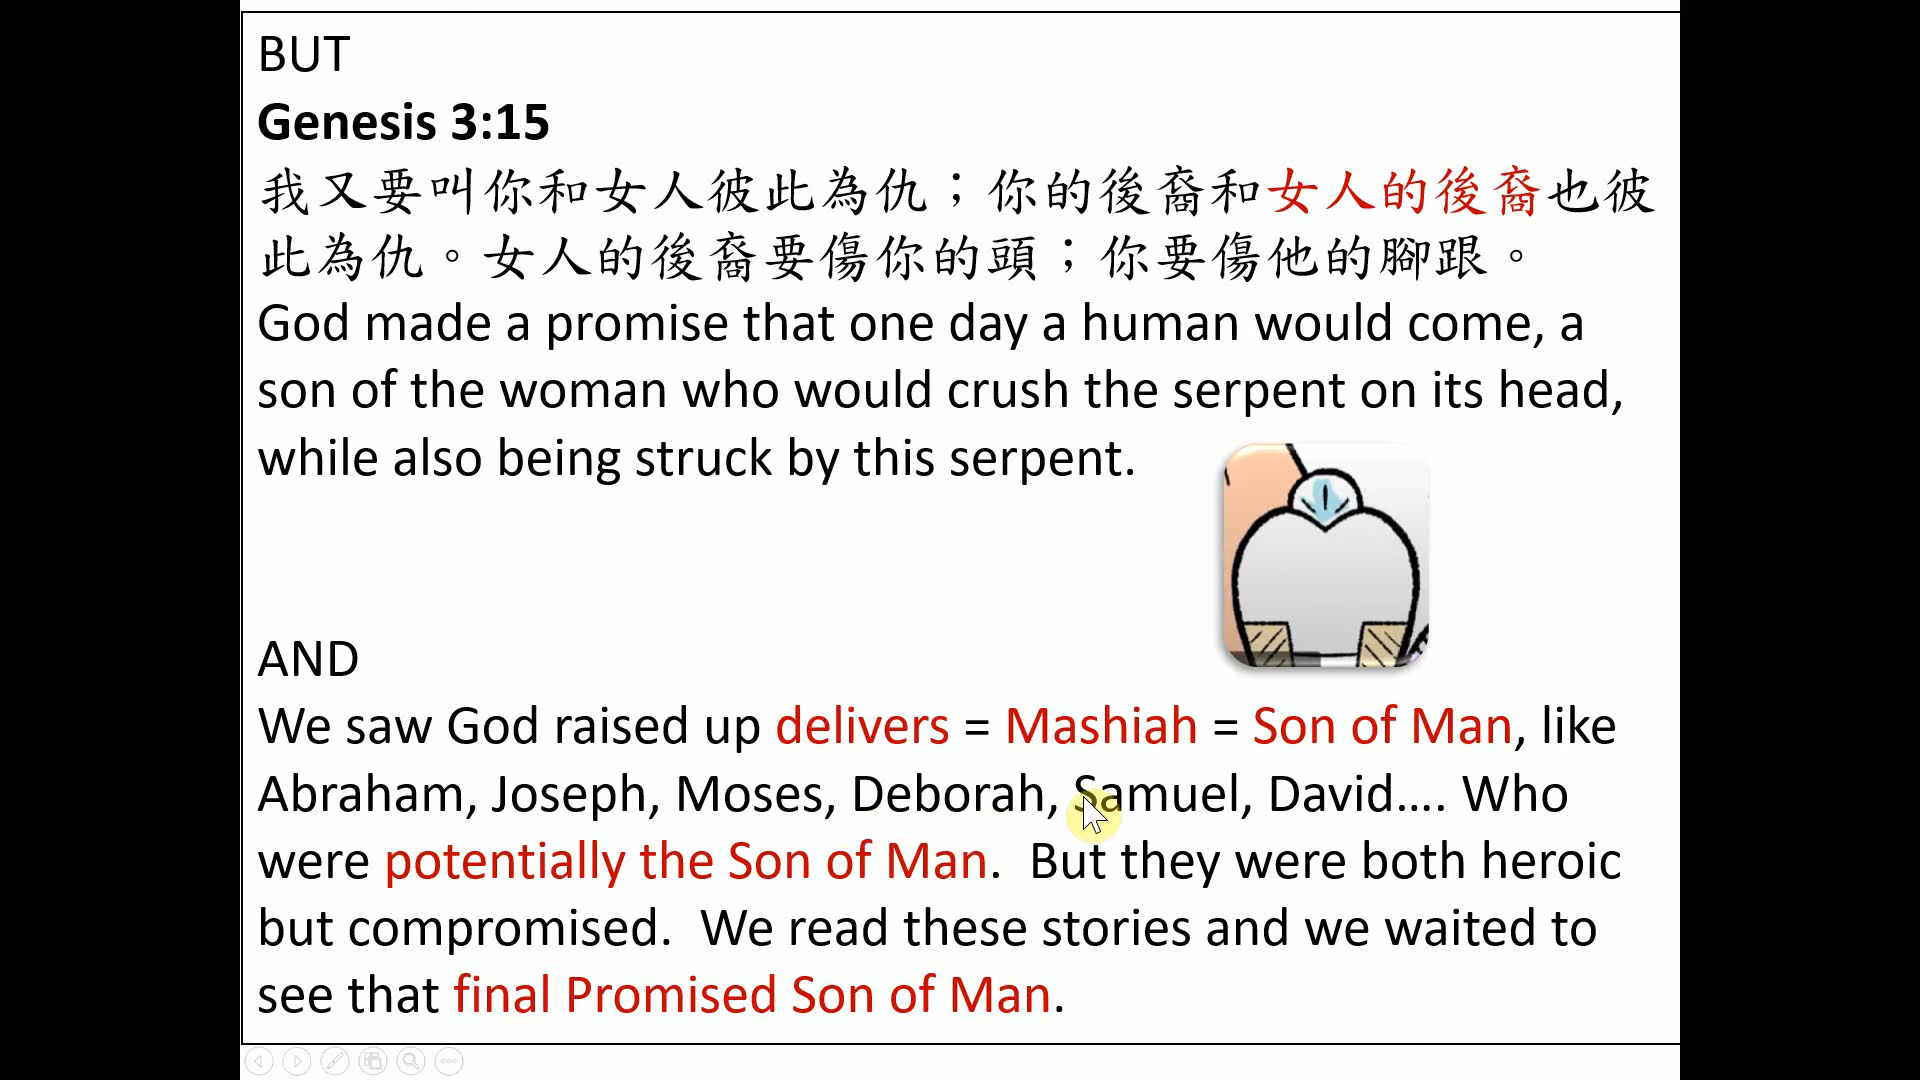 BUT
Genesis 3:15
我又要叫你和女人彼此為仇；你的後裔和女人的後裔也彼
此為仇。女人的後裔要傷你的頭；你要傷他的腳跟。
God made a promise that one day a human would come, a
son of the woman who would crush the serpent on its head,
while also being struck by this serpent.
AND
We saw God raised up delivers = Mashiah = Son of Man, like
Abraham, Joseph, Moses, Deborah, Samuel, David.... Who
were potentially the Son of Man.  But they were both heroic
but compromised.  We read these stories and we waited to
see that final Promised Son of Man.